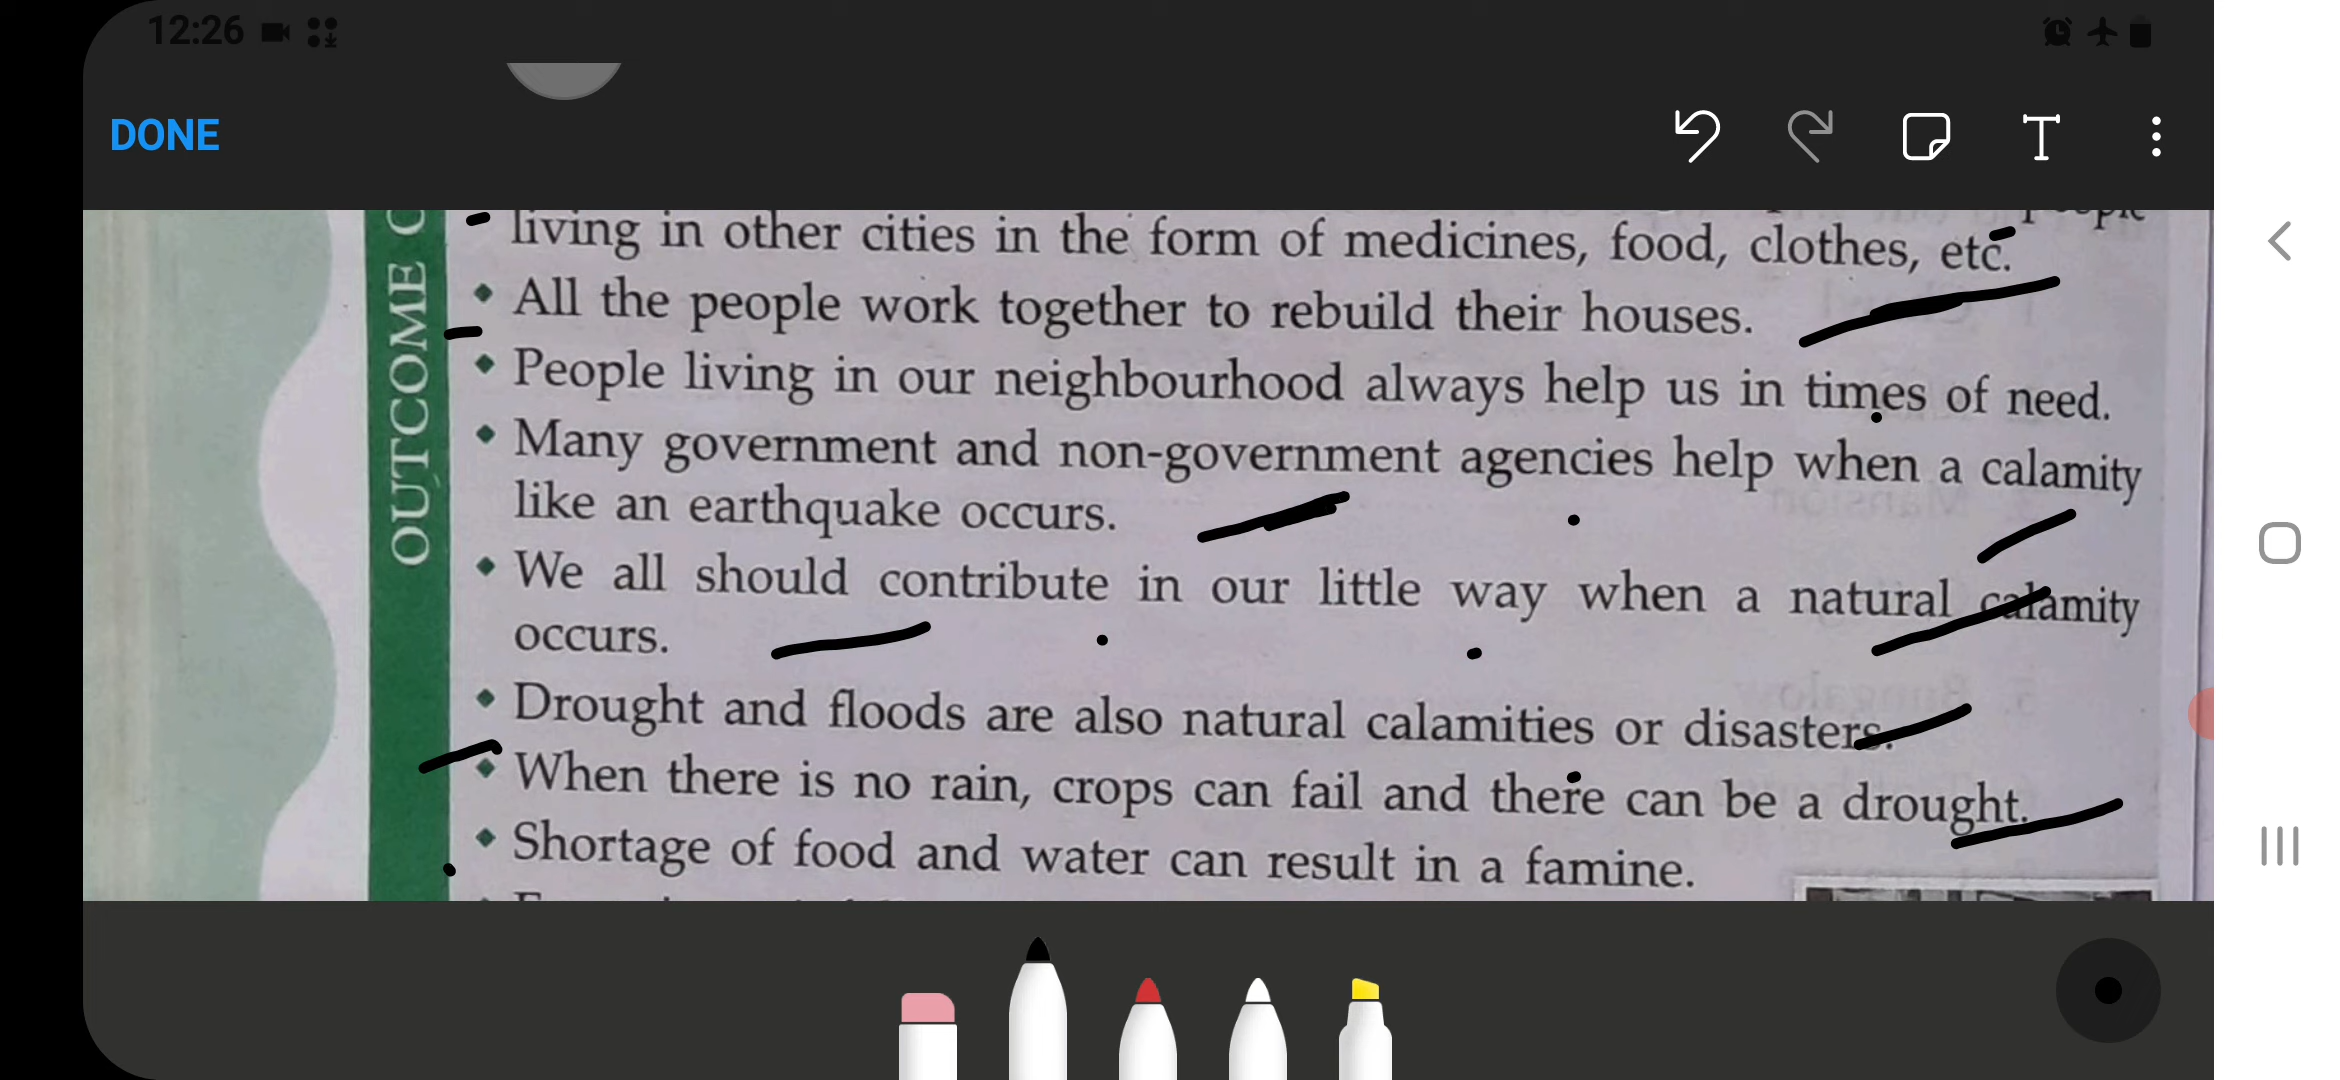 12:26
DONE
T
people
living in other cities in the form of medicines, food, clothes, etc.
OUTCOME
All the people work together to rebuild their houses.
People living in our neighbourhood always help us in times of need.
Many government and non-government agencies help when a calamity
like an earthquake occurs.
We all should contribute in our little way when a natural calamity
occurs.
Drought and floods are also natural calamities or disasters.
When there is no rain, crops can fail and there can be a drought.
Shortage of food and water can result in a famine.